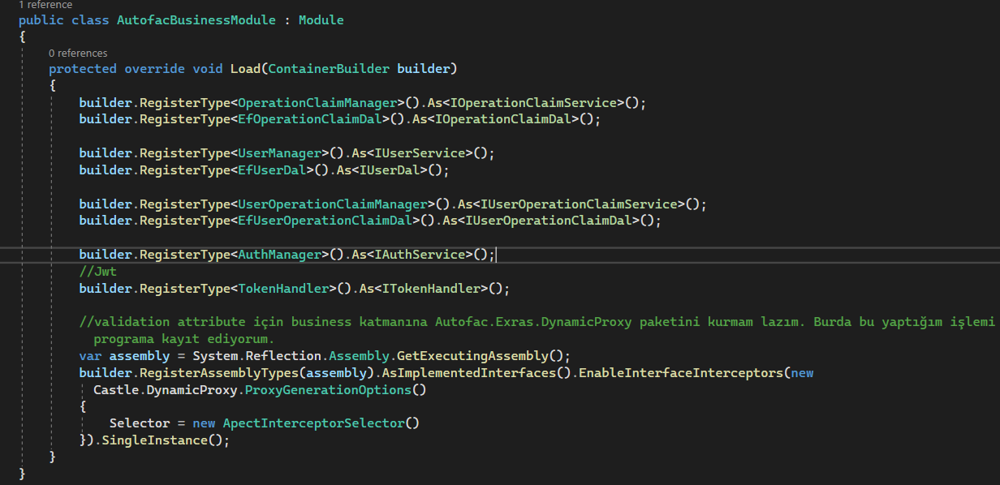 1 reference
public class AutofacBusinessModule : Module
{
0 references
protected override void Load(ContainerBuilder builder)
{
builder.RegisterType<OperationClaimManager>().As<IOperationClaimService>();
builder.RegisterType<EfOperationClaimDal>().As<IOperationClaimDal>();
builder.RegisterType<UserManager>().As<IUserService>();
builder.RegisterType<EfUserDal>().As<IUserDal>();
builder.RegisterType<UserOperationClaimManager>().As<IUserOperationClaimService>();
builder.RegisterType<EfUserOperationClaimDal>().As<IUserOperationClaimDal>();
builder.RegisterType<AuthManager>().As<IAuthService>();
//Jwt
builder.RegisterType<TokenHandler>().As<ITokenHandler>();
//validation attribute için business katmanına Autofac.Exras.DynamicProxy paketini kurmam lazım. Burda bu yaptığım işlemi
programa kayıt ediyorum.
var assembly = System.Reflection.Assembly.GetExecutingAssembly();
builder.RegisterAssemblyTypes(assembly).AsImplementedInterfaces().EnableInterfaceInterceptors(new
Castle.DynamicProxy.ProxyGenerationOptions()
{
Selector = new ApectInterceptorSelector()
}).SingleInstance();
}
}